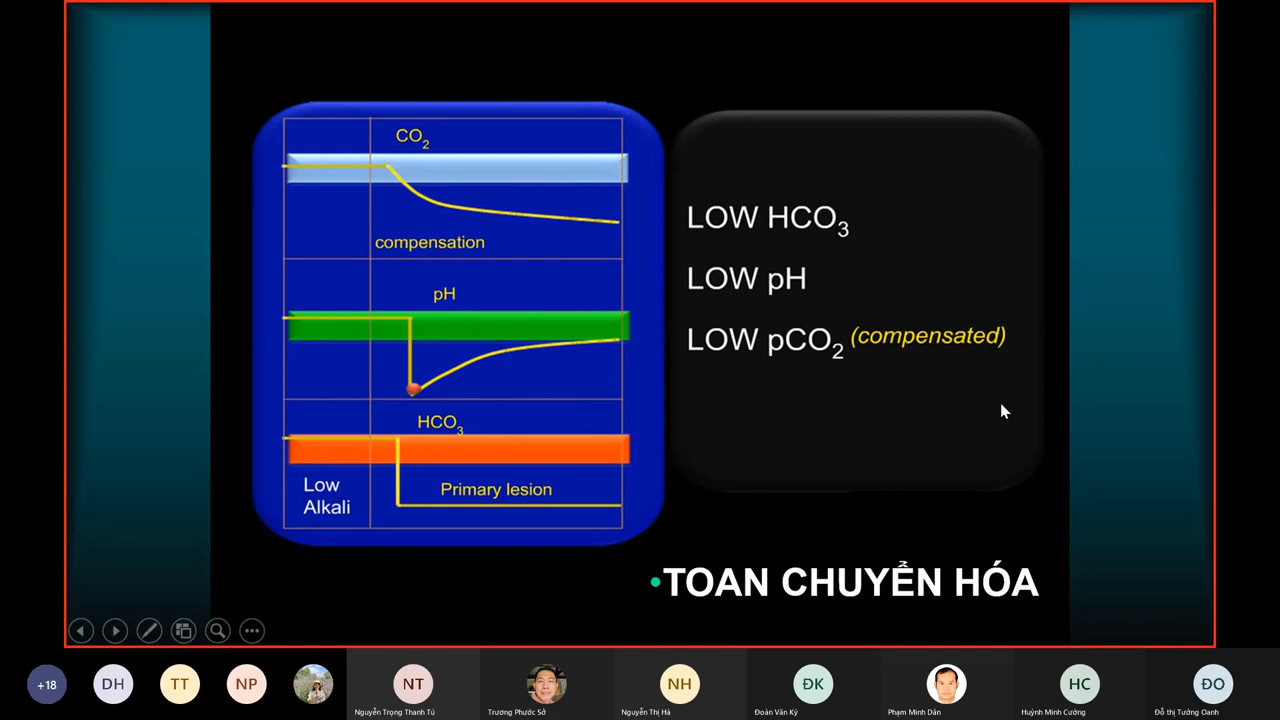 CO2
compensation
pH
HCO3
Low
Alkali
Primary lesion
LOW HCO3
LOW pH
LOW pCO2 (compensated)
•TOAN CHUYỂN HÓA
+18
DH
TT
NP
NT
NH
ĐK
HC
ĐO
Nguyễn Trọng Thanh Tú
Trương Phước Sở
Nguyễn Thị Hà
Đoàn Văn Kỳ
Phạm Minh Dân
Huỳnh Minh Cường
Đỗ thị Tường Oanh